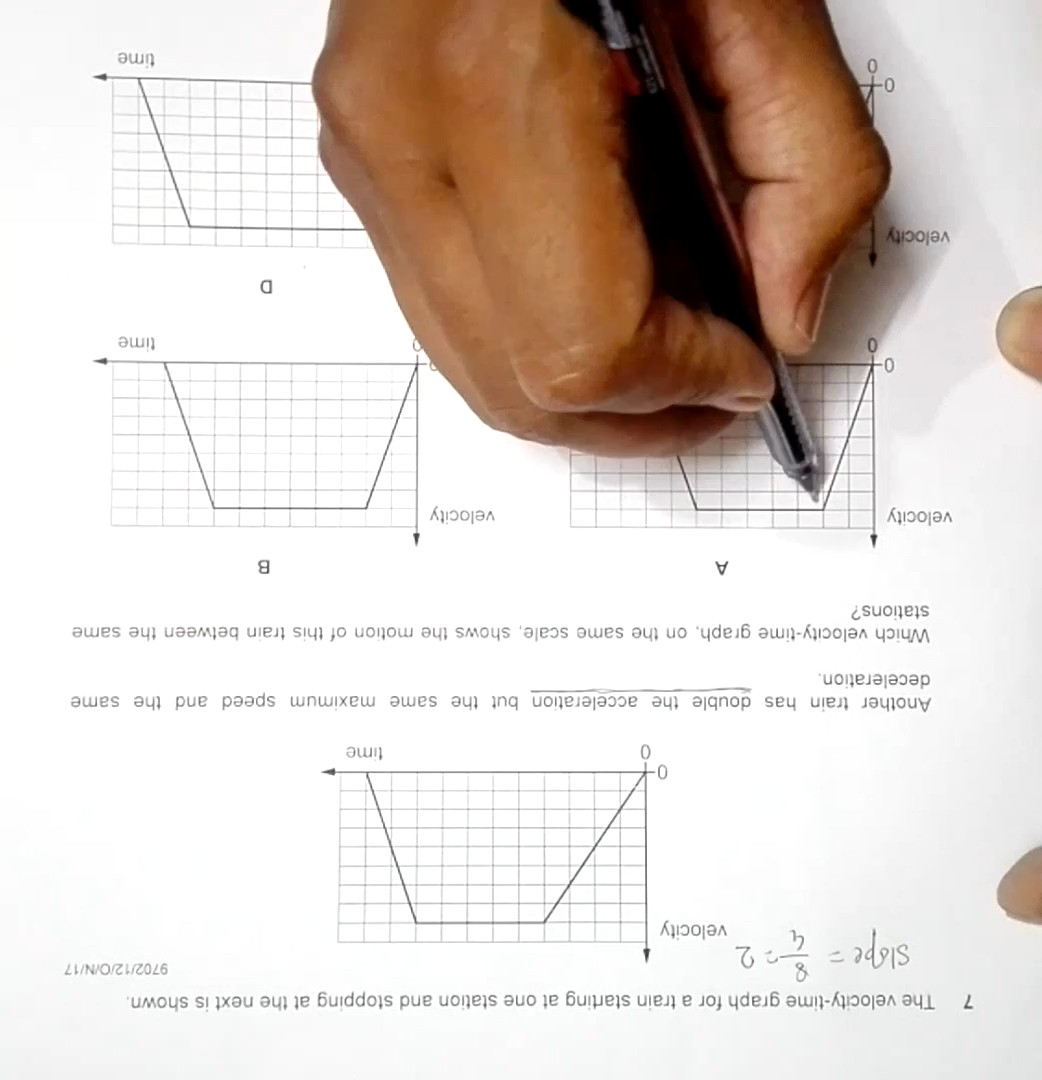 7 The velocity-time graph for a train starting at one station and stopping at the next is shown.
9702/12/O/N/17
slope = 8/4 = 2
velocity
0
0
time
Another train has double the acceleration but the same maximum speed and the same
deceleration.
Which velocity-time graph, on the same scale, shows the motion of this train between the same
stations?
A
B
velocity
velocity
0
0
0
0
time
D
velocity
0
0
time